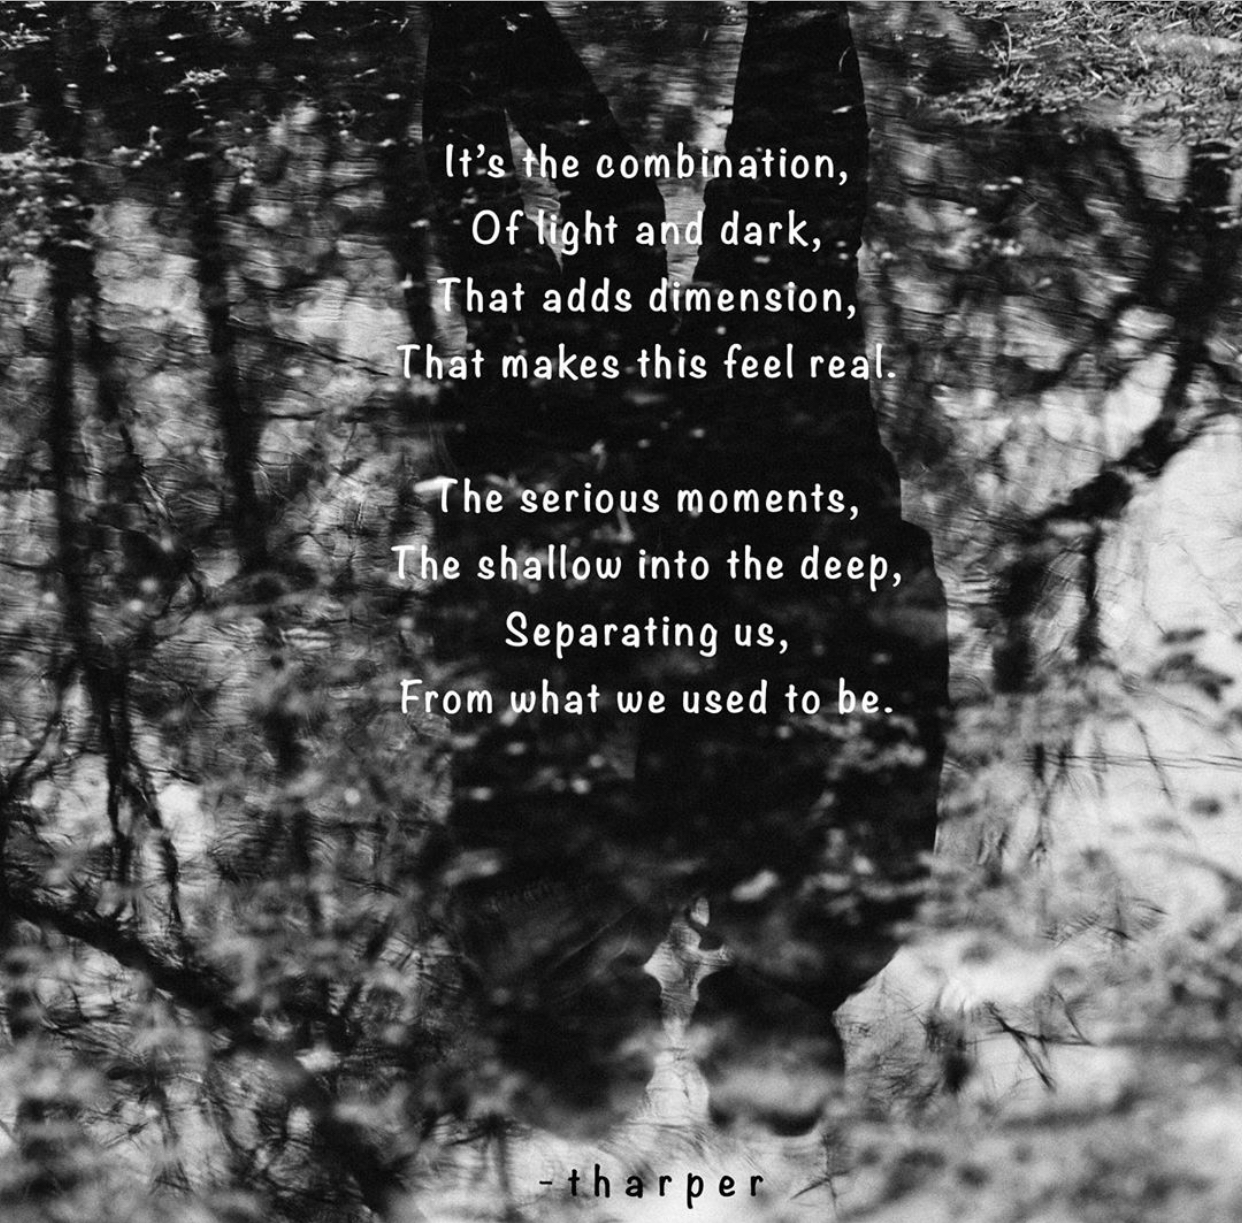 It's the combination,
Of light and dark,
That adds dimension,
That makes this feel real.
The serious moments,
The shallow into the deep,
Separating us,
From what we used to be.
-tharper